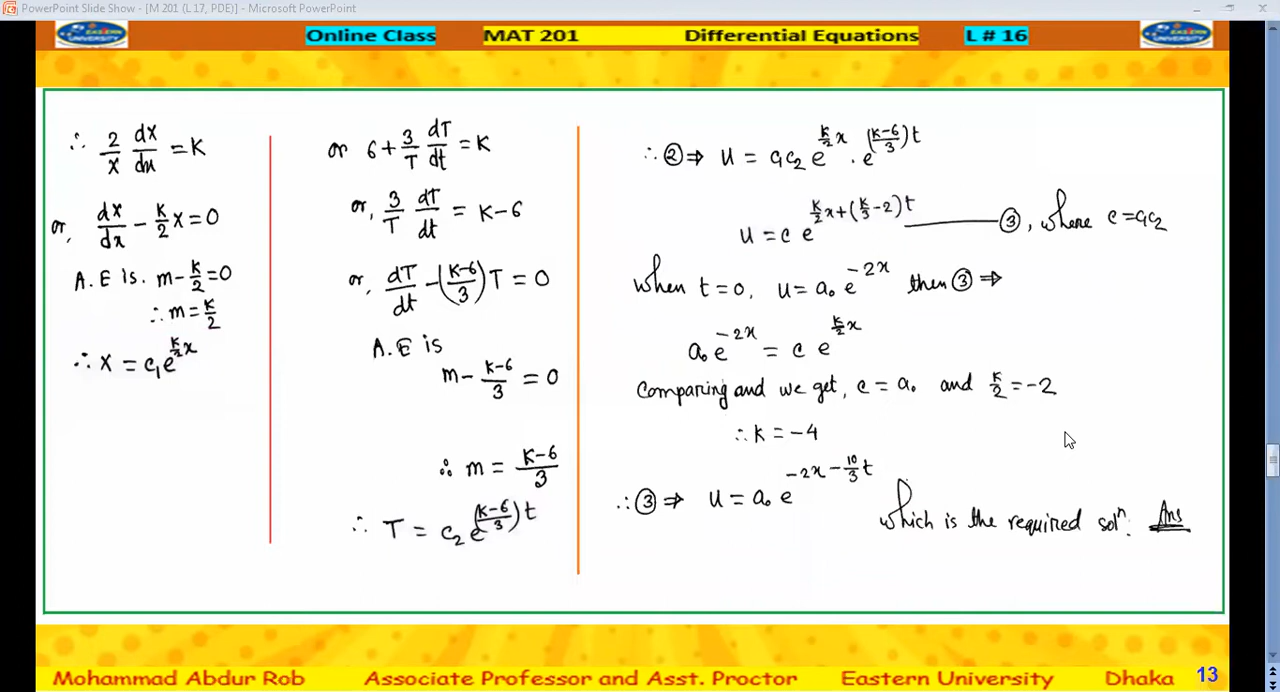 PowerPoint Slide Show - [M 201 (L 17, PDE)] - Microsoft PowerPoint
EASTERN UNIVERSITY
Online Class MAT 201 Differential Equations L # 16
EASTERN UNIVERSITY
∴ 2/x dx/du = K
or, dx/dx - K/2 x = 0
A.E is. m - K/2 = 0
∴ m = K/2
∴ x = c₁e^(K/2 x)
or 6 + 3/T dT/dt = K
or, 3/T dT/dt = K - 6
or, dT/dt - (K-6/3)T = 0
A.E is
m - K-6/3 = 0
∴ m = K-6/3
∴ T = c₂e^((K-6/3)t)
∴ ② ⇒ u = c₁c₂ e^(K/2 x) . e^((K-6/3)t)
u = c e^(K/2 x + (K/3 - 2)t) ——— ③, where c = c₁c₂
When t = 0, u = a₀ e^(-2x) then ③ ⇒
a₀ e^(-2x) = c e^(K/2 x)
Comparing and we get, c = a₀ and K/2 = -2
∴ K = -4
∴ ③ ⇒ u = a₀ e^(-2x - 10/3 t)
Which is the required solⁿ. Ans
Mohammad Abdur Rob Associate Professor and Asst. Proctor Eastern University Dhaka 13